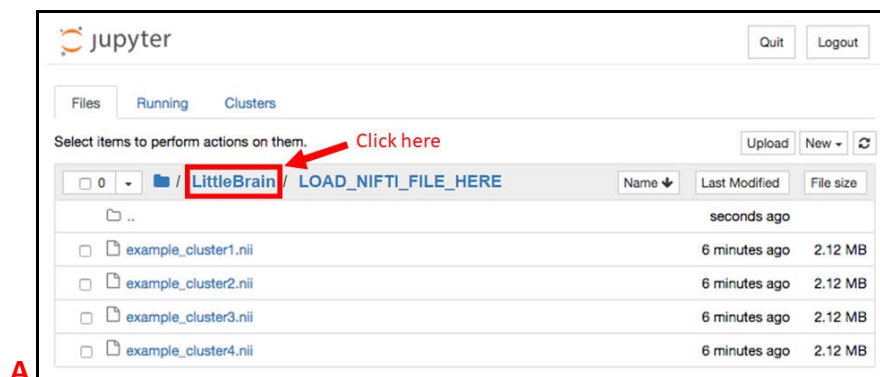 jupyter
Quit Logout
Files Running Clusters
Select items to perform actions on them. Click here Upload New
0 / LittleBrain / LOAD_NIFTI_FILE_HERE Name Last Modified File size
.. seconds ago
example_cluster1.nii 6 minutes ago 2.12 MB
example_cluster2.nii 6 minutes ago 2.12 MB
example_cluster3.nii 6 minutes ago 2.12 MB
example_cluster4.nii 6 minutes ago 2.12 MB
A